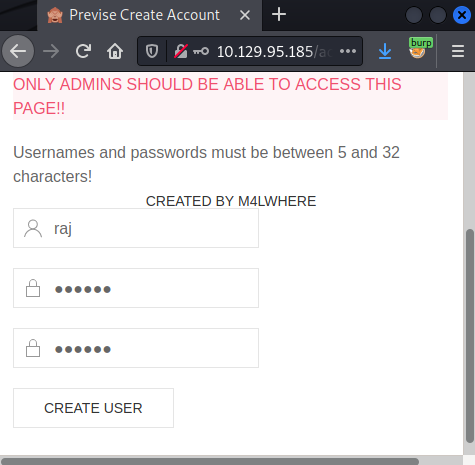 Previse Create Account
burp
10.129.95.185/ac
ONLY ADMINS SHOULD BE ABLE TO ACCESS THIS
PAGE!!
Usernames and passwords must be between 5 and 32
characters!
CREATED BY M4LWHERE
raj
●●●●●●
●●●●●●
CREATE USER